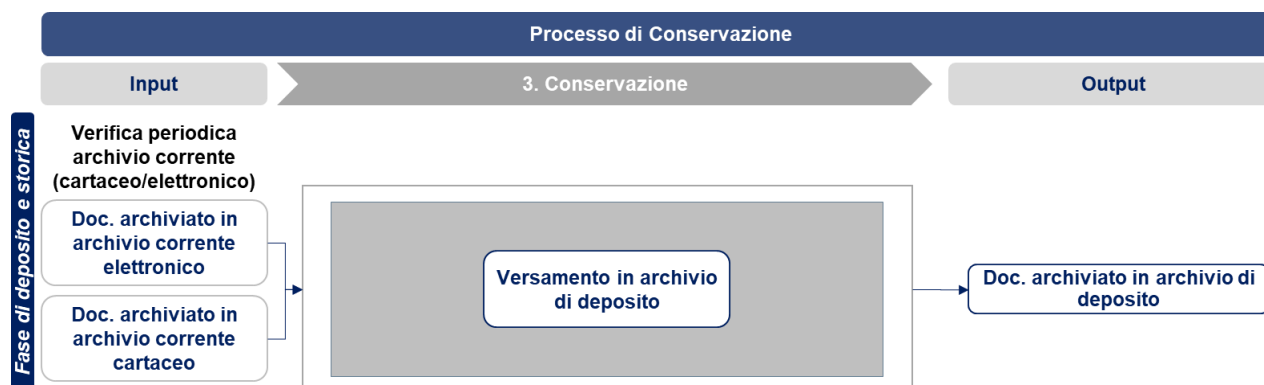 Processo di Conservazione
Input
3. Conservazione
Output
Fase di deposito e storica
Verifica periodica
archivio corrente
(cartaceo/elettronico)
Doc. archiviato in
archivio corrente
elettronico
Doc. archiviato in
archivio corrente
cartaceo
Versamento in archivio
di deposito
Doc. archiviato in archivio di
deposito